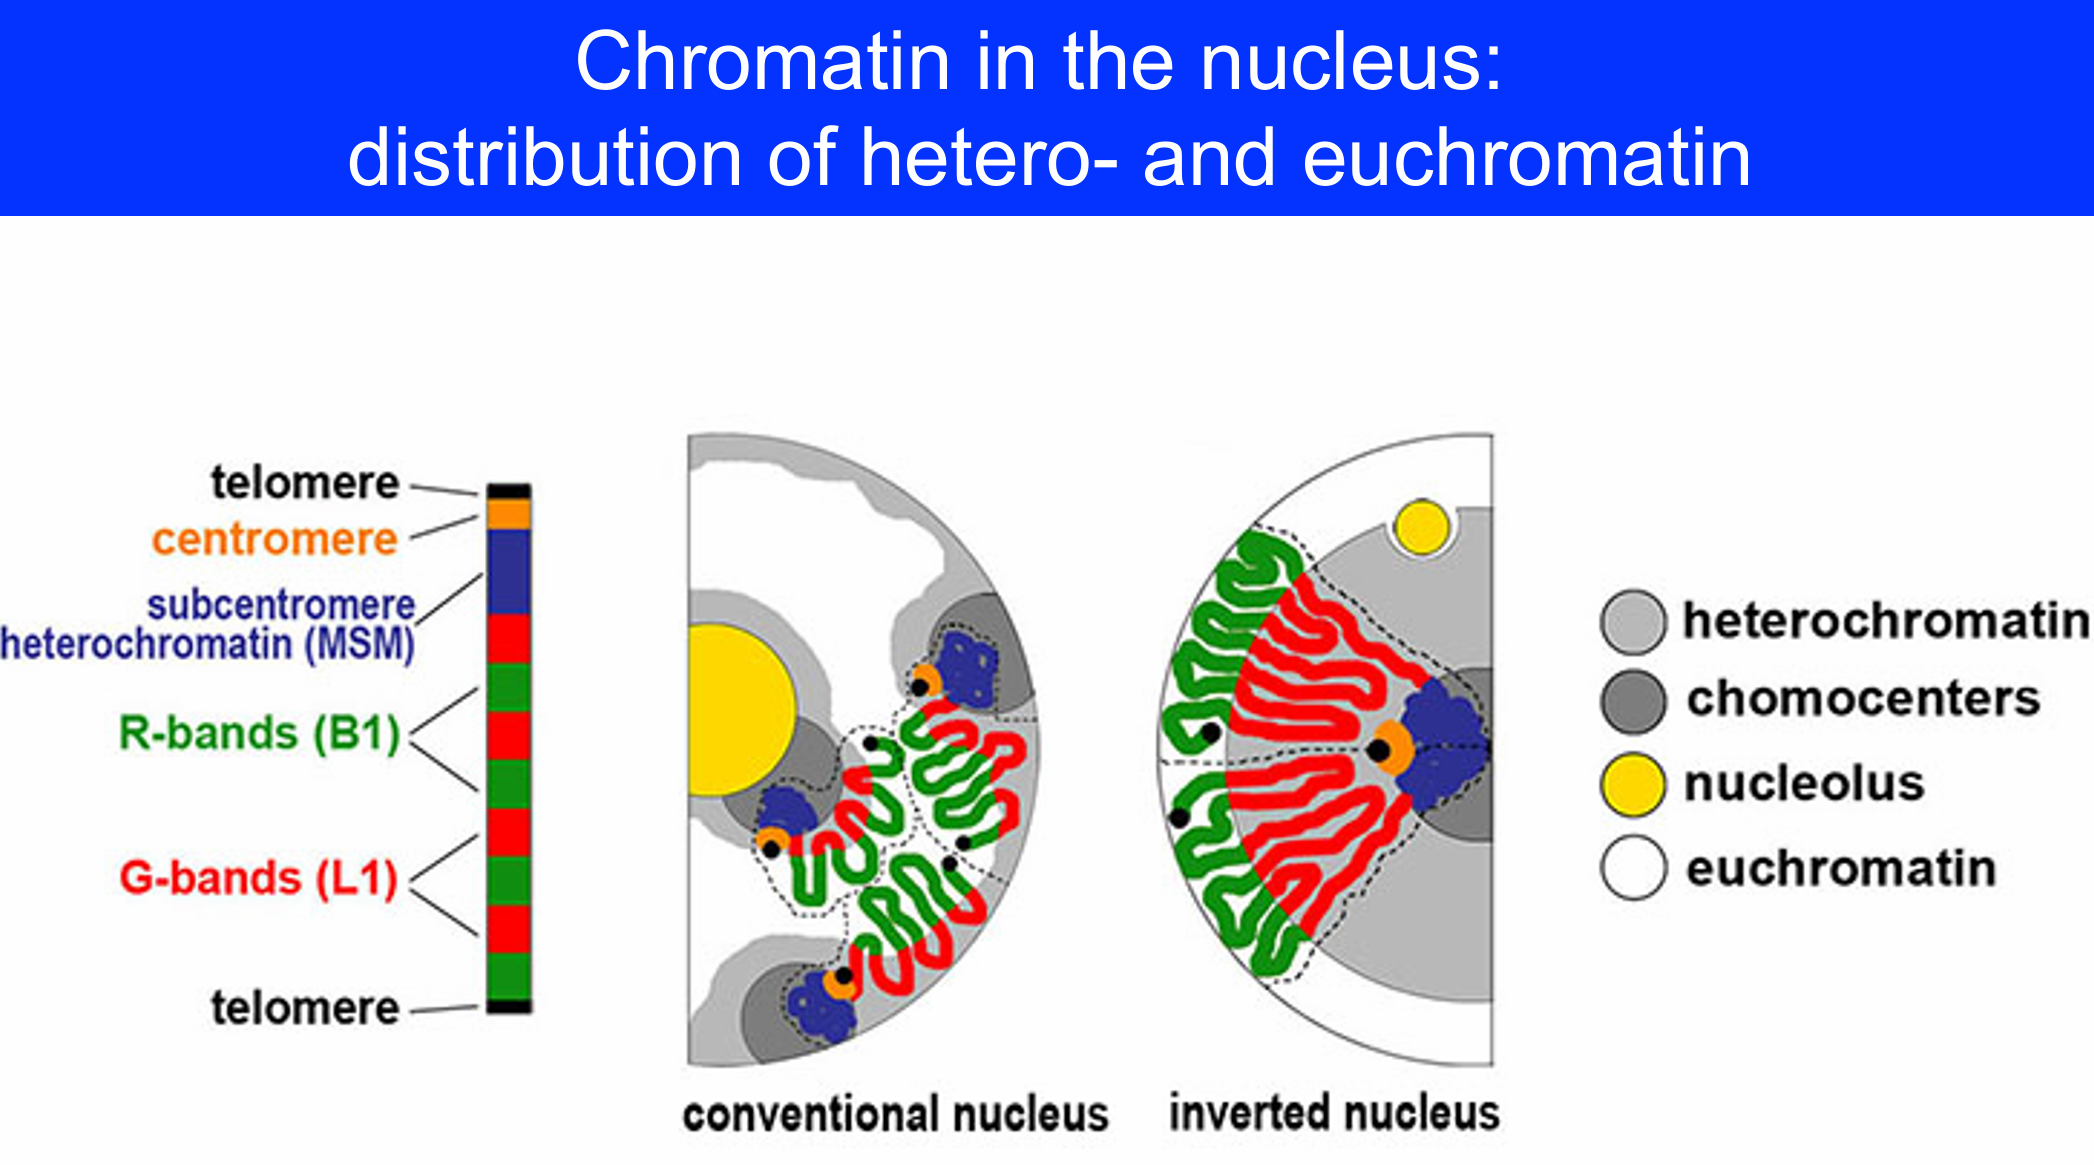 Chromatin in the nucleus:
distribution of hetero- and euchromatin
telomere
centromere
subcentromere
heterochromatin (MSM)
R-bands (B1)
G-bands (L1)
telomere
conventional nucleus
inverted nucleus
heterochromatin
chomocenters
nucleolus
euchromatin